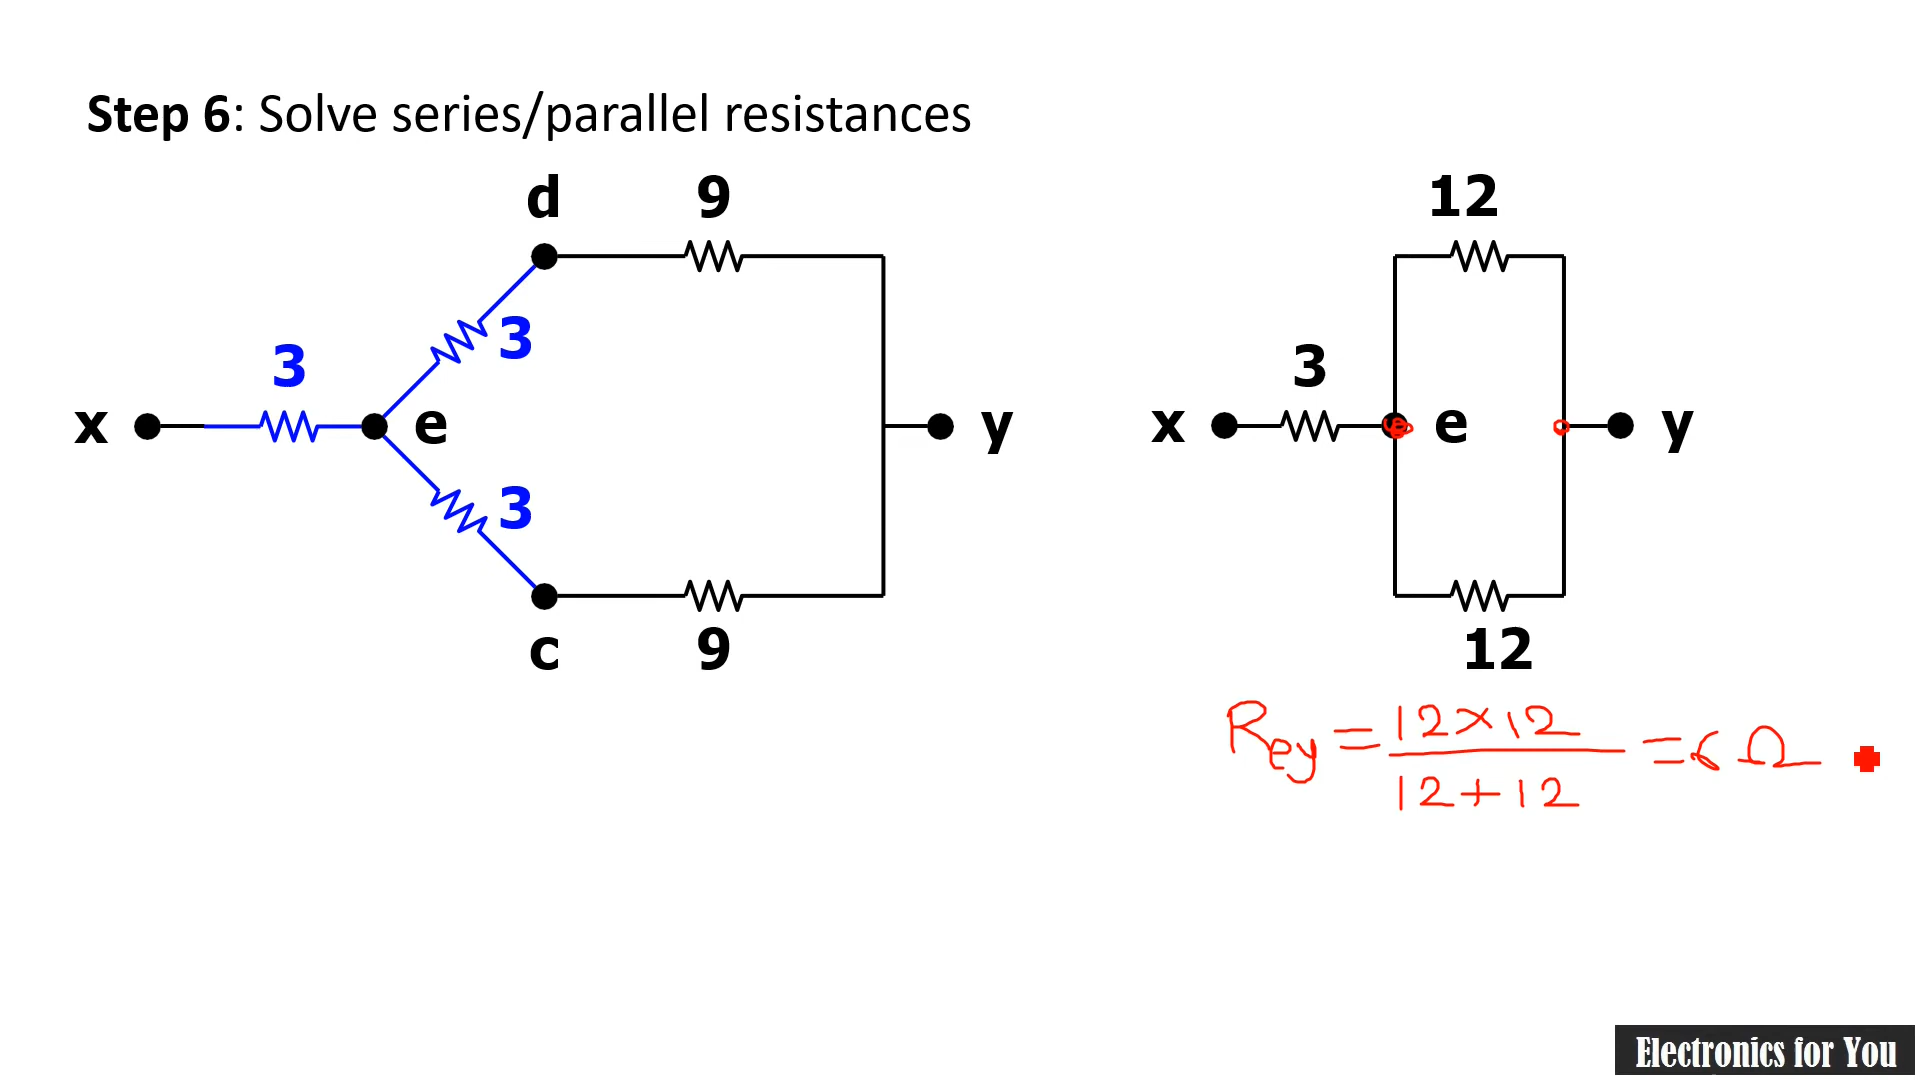 Step 6: Solve series/parallel resistances
d 9
3
3
x e y
3
c 9
12
3
x e y
12
Rey = 12×12 / 12+12 = 6 Ω
Electronics for You